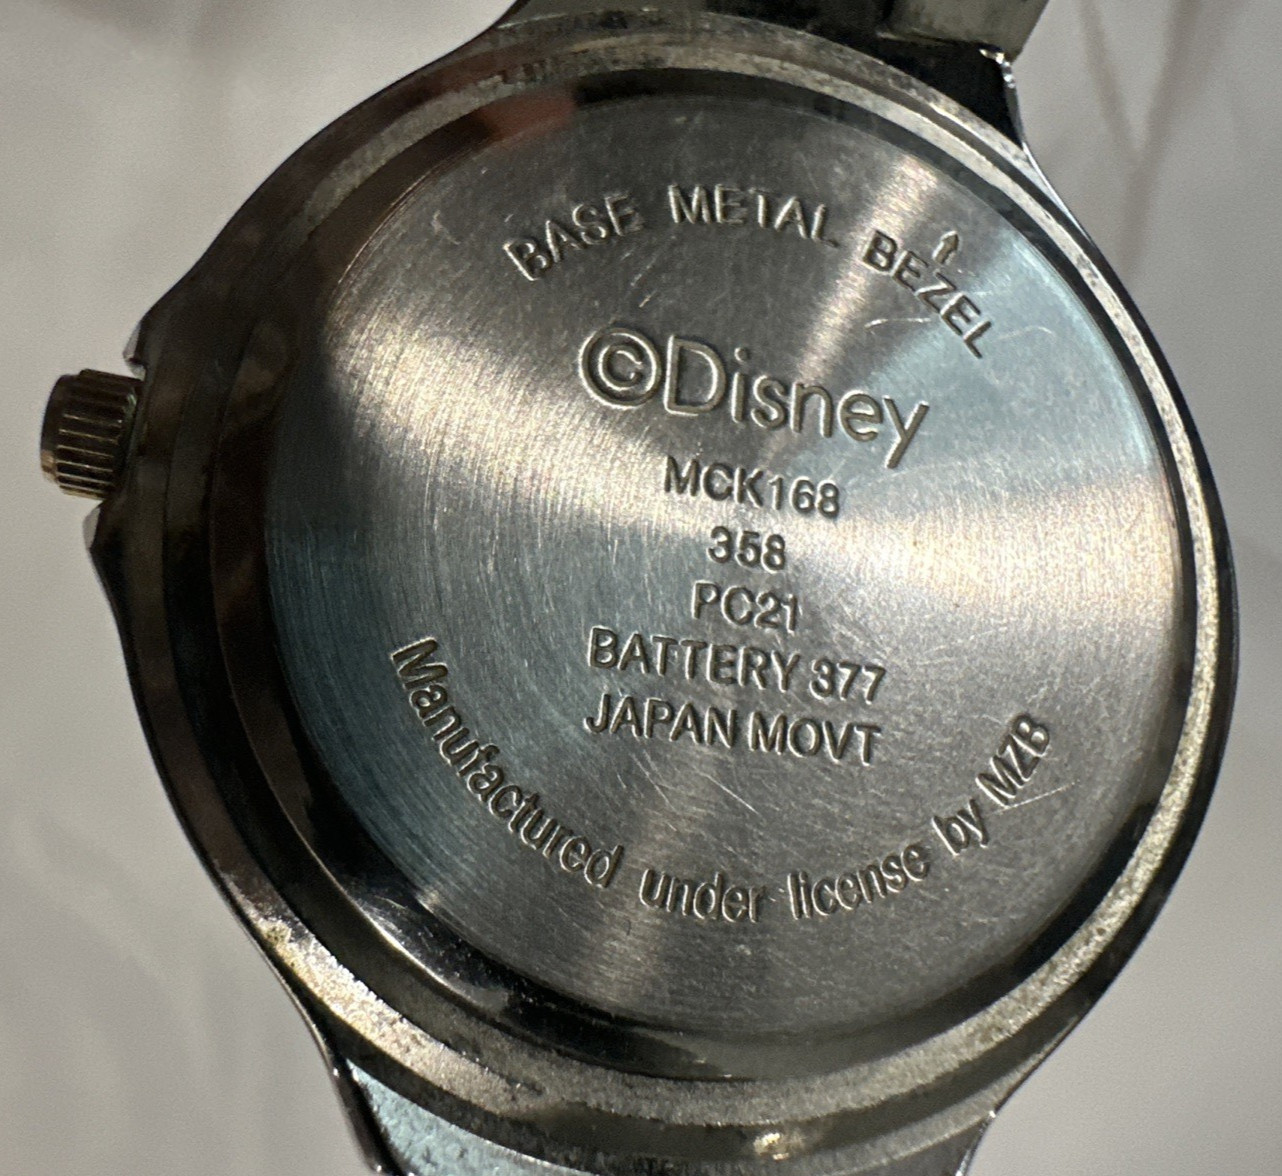 BASE METAL BEZEL
©Disney
MCK168
358
PC21
BATTERY 377
JAPAN MOVT
Manufactured under license by MZB